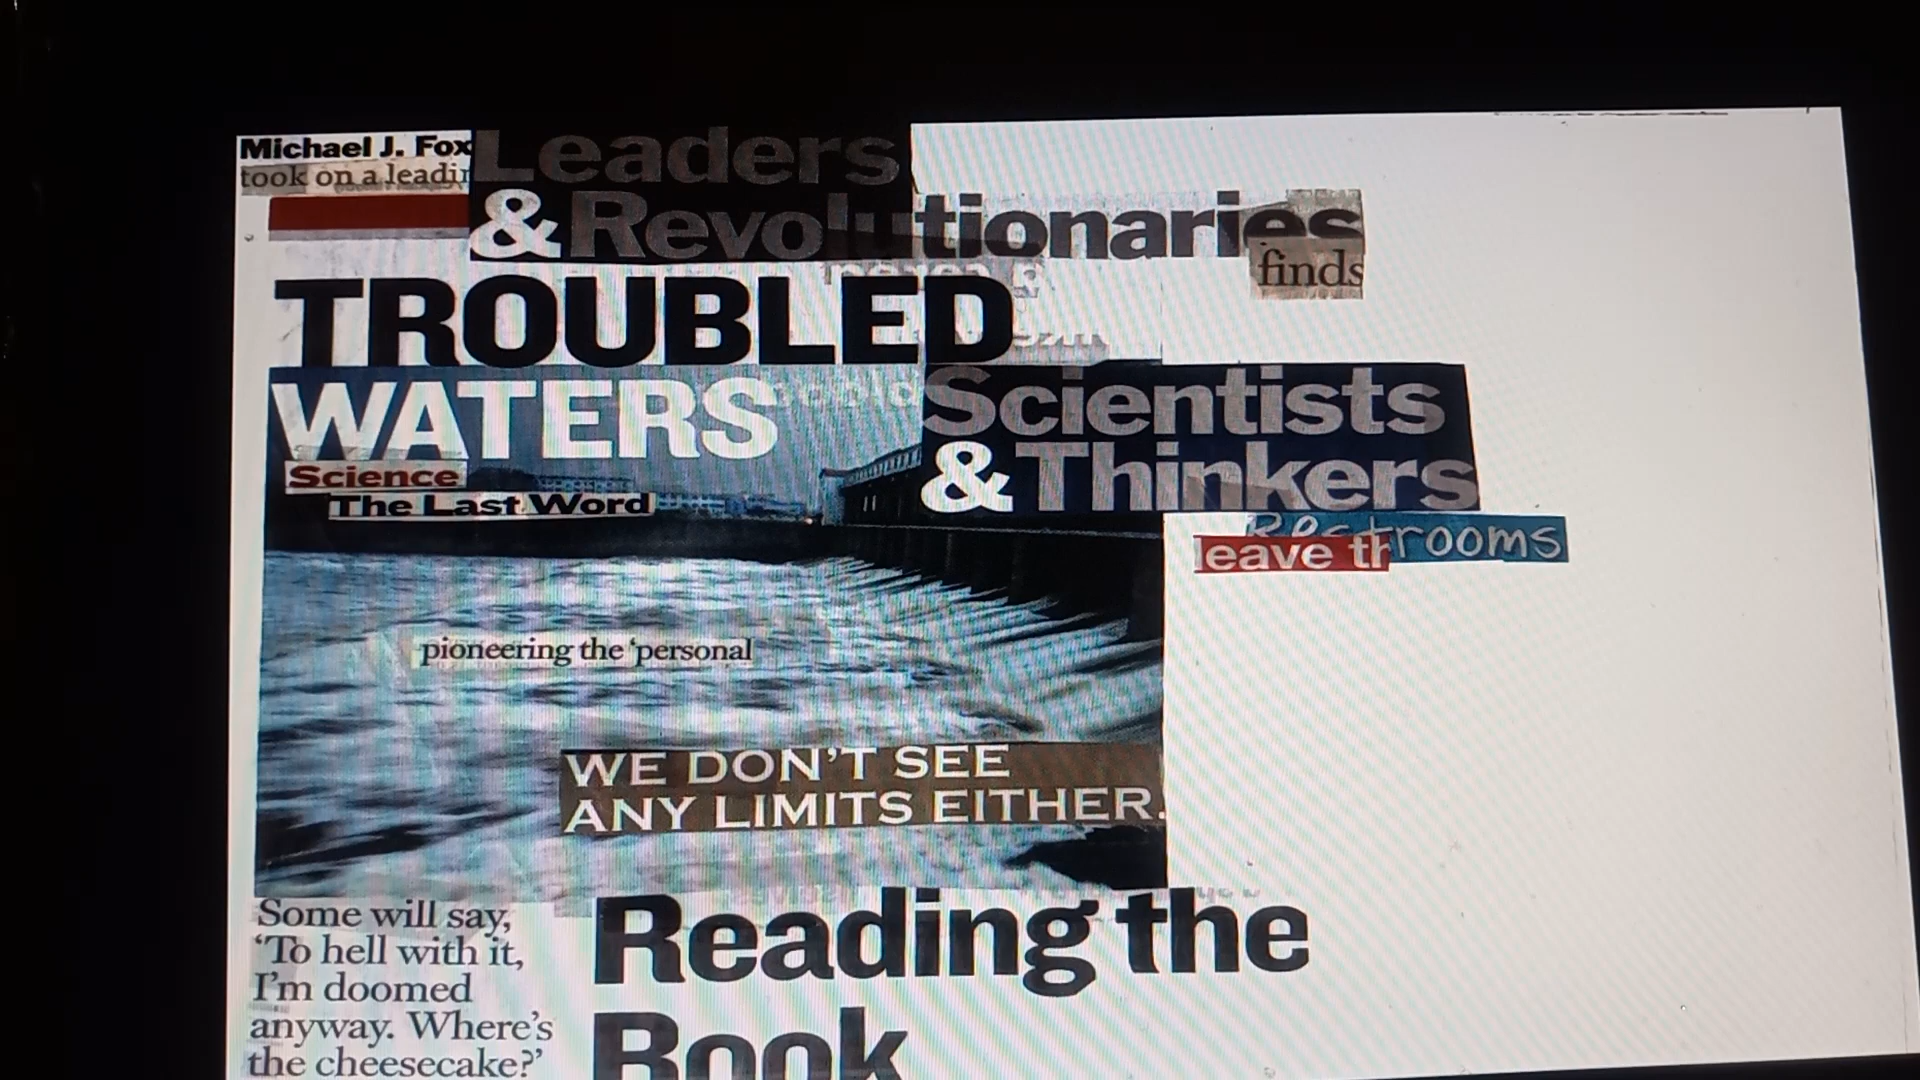 Michael J. Fox
took on a leadin
Leaders
& Revolutionaries
finds
TROUBLED
WATERS
Science
The Last Word
Scientists
& Thinkers
Restrooms
leave th
pioneering the 'personal
WE DON'T SEE
ANY LIMITS EITHER.
Some will say,
'To hell with it,
I'm doomed
anyway. Where's
the cheesecake?'
Reading the
Book